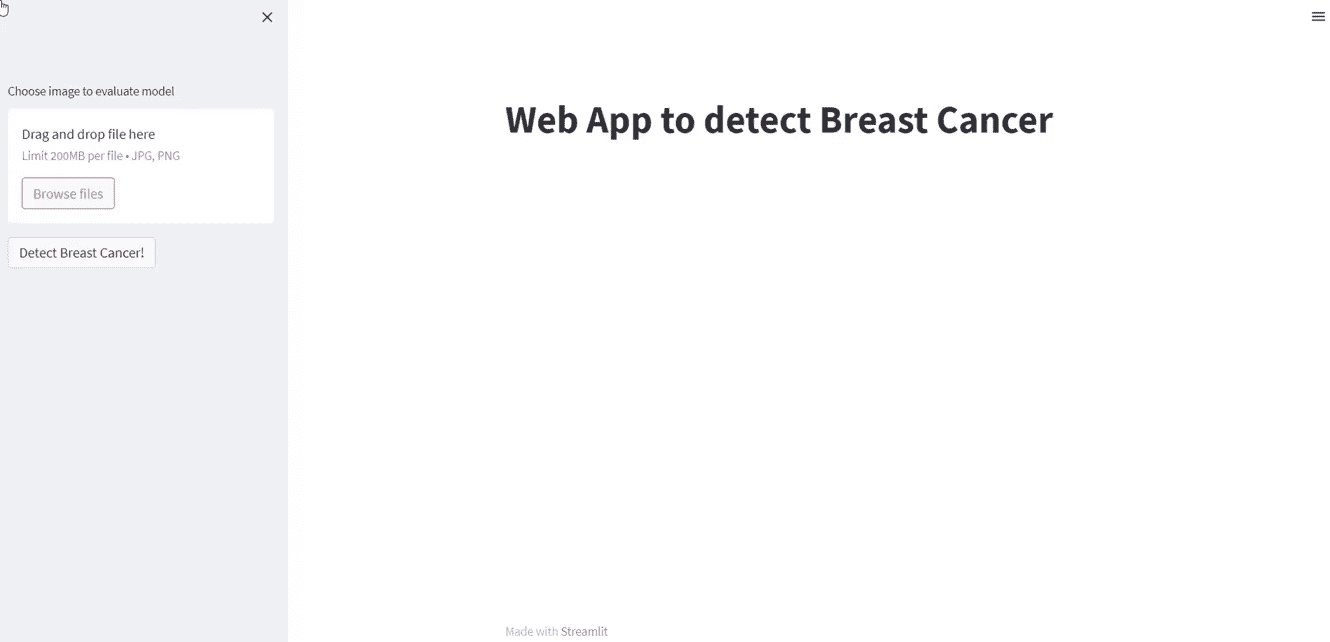 Choose image to evaluate model
Drag and drop file here
Limit 200MB per file • JPG, PNG
Browse files
Detect Breast Cancer!
Web App to detect Breast Cancer
Made with Streamlit